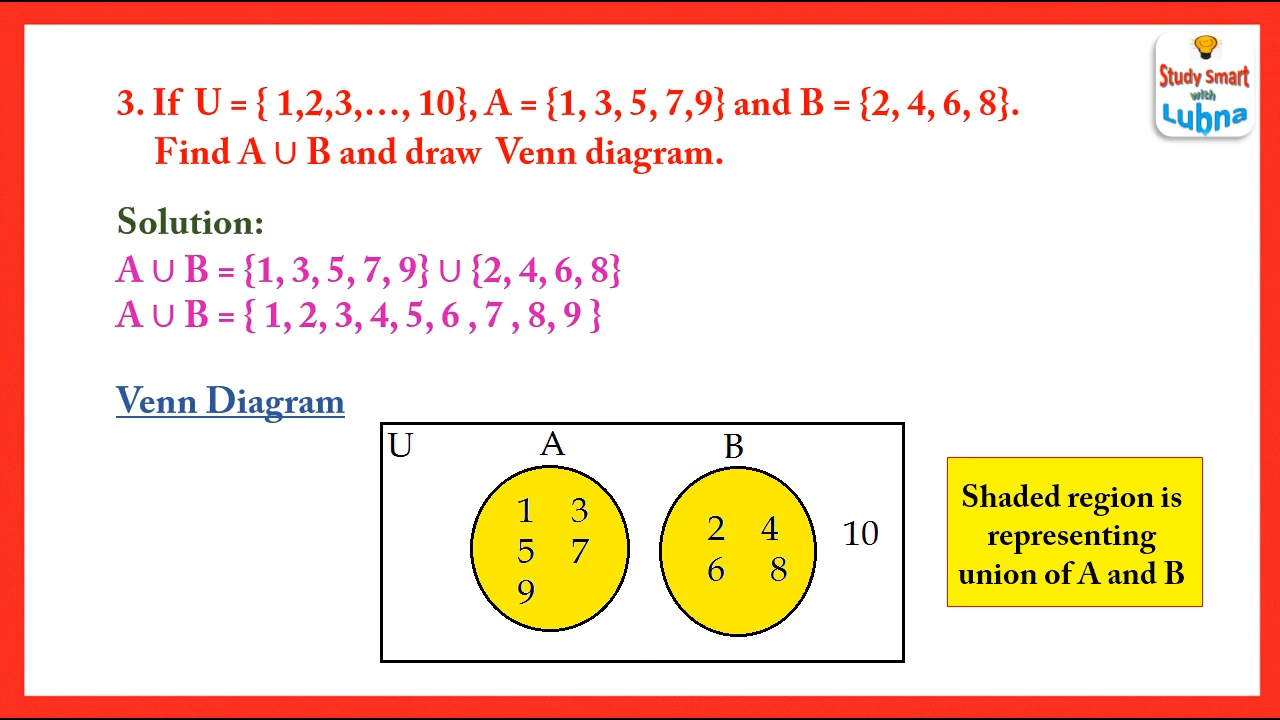 Study Smart
with
Lubna
3. If U = { 1,2,3,…, 10}, A = {1, 3, 5, 7,9} and B = {2, 4, 6, 8}.
Find A ∪ B and draw Venn diagram.
Solution:
A ∪ B = {1, 3, 5, 7, 9} ∪ {2, 4, 6, 8}
A ∪ B = { 1, 2, 3, 4, 5, 6 , 7 , 8, 9 }
Venn Diagram
U A B
1 3
5 7
9
2 4
6 8
10
Shaded region is
representing
union of A and B